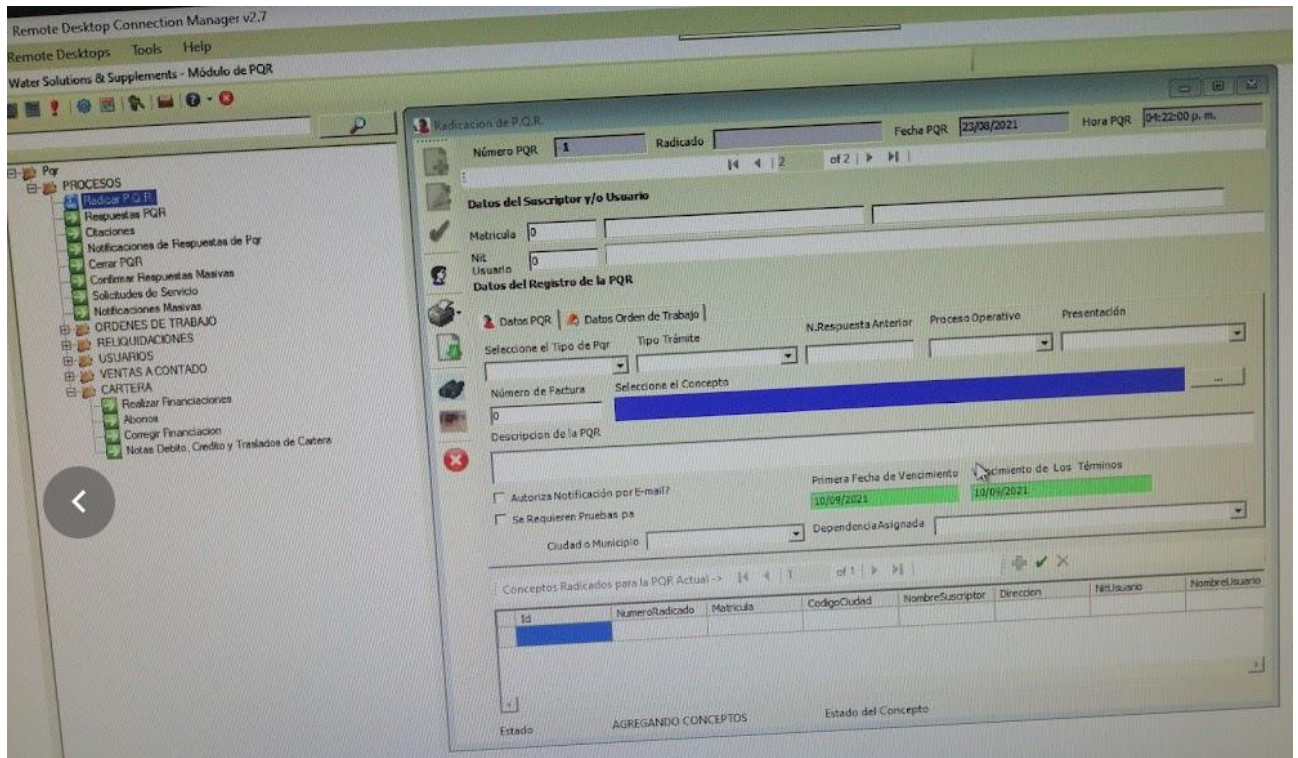 Remote Desktop Connection Manager v2.7
Remote Desktops Tools Help
Water Solutions & Supplements - Módulo de PQR
Pqr
PROCESOS
Radicar P.Q.R.
Respuestas PQR
Citaciones
Notificaciones de Respuestas de Pqr
Cerrar PQR
Confirmar Respuestas Masivas
Solicitudes de Servicio
Notificaciones Masivas
ORDENES DE TRABAJO
RELIQUIDACIONES
USUARIOS
VENTAS A CONTADO
CARTERA
Realizar Financiaciones
Abonos
Corregir Financiacion
Notas Debito, Credito y Traslados de Cartera
Radicacion de P.Q.R.
Número PQR -1 Radicado Fecha PQR 23/08/2021 Hora PQR 04:22:00 p. m.
2 of 2
Datos del Suscriptor y/o Usuario
Matricula 0
Nit Usuario 0
Datos del Registro de la PQR
Datos PQR Datos Orden de Trabajo
Seleccione el Tipo de Pqr Tipo Trámite N.Respuesta Anterior Proceso Operativo Presentación
Número de Factura Seleccione el Concepto ...
0
Descripcion de la PQR
Autoriza Notificación por E-mail? Primera Fecha de Vencimiento de Los Términos
10/09/2021 10/09/2021
Se Requieren Pruebas pa
Ciudad o Municipio DependenciaAsignada
Conceptos Radicados para la PQR Actual -> 1 of 1
Id NumeroRadicado Matricula CodigoCiudad NombreSuscriptor Direccion NitUsuario NombreUsuario
Estado AGREGANDO CONCEPTOS Estado del Concepto